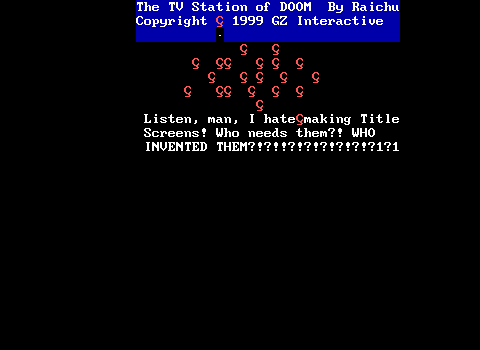 The TV Station of DOOM  By Raichu
Copyright ç 1999 GZ Interactive
.
ç   ç
ç  çç   ç ç  ç
ç   ç ç  ç   ç
ç   çç  ç  ç  ç
ç
Listen, man, I hateçmaking Title
Screens! Who needs them?! WHO
INVENTED THEM?!?!!?!?!?!?!?!?!?1?1